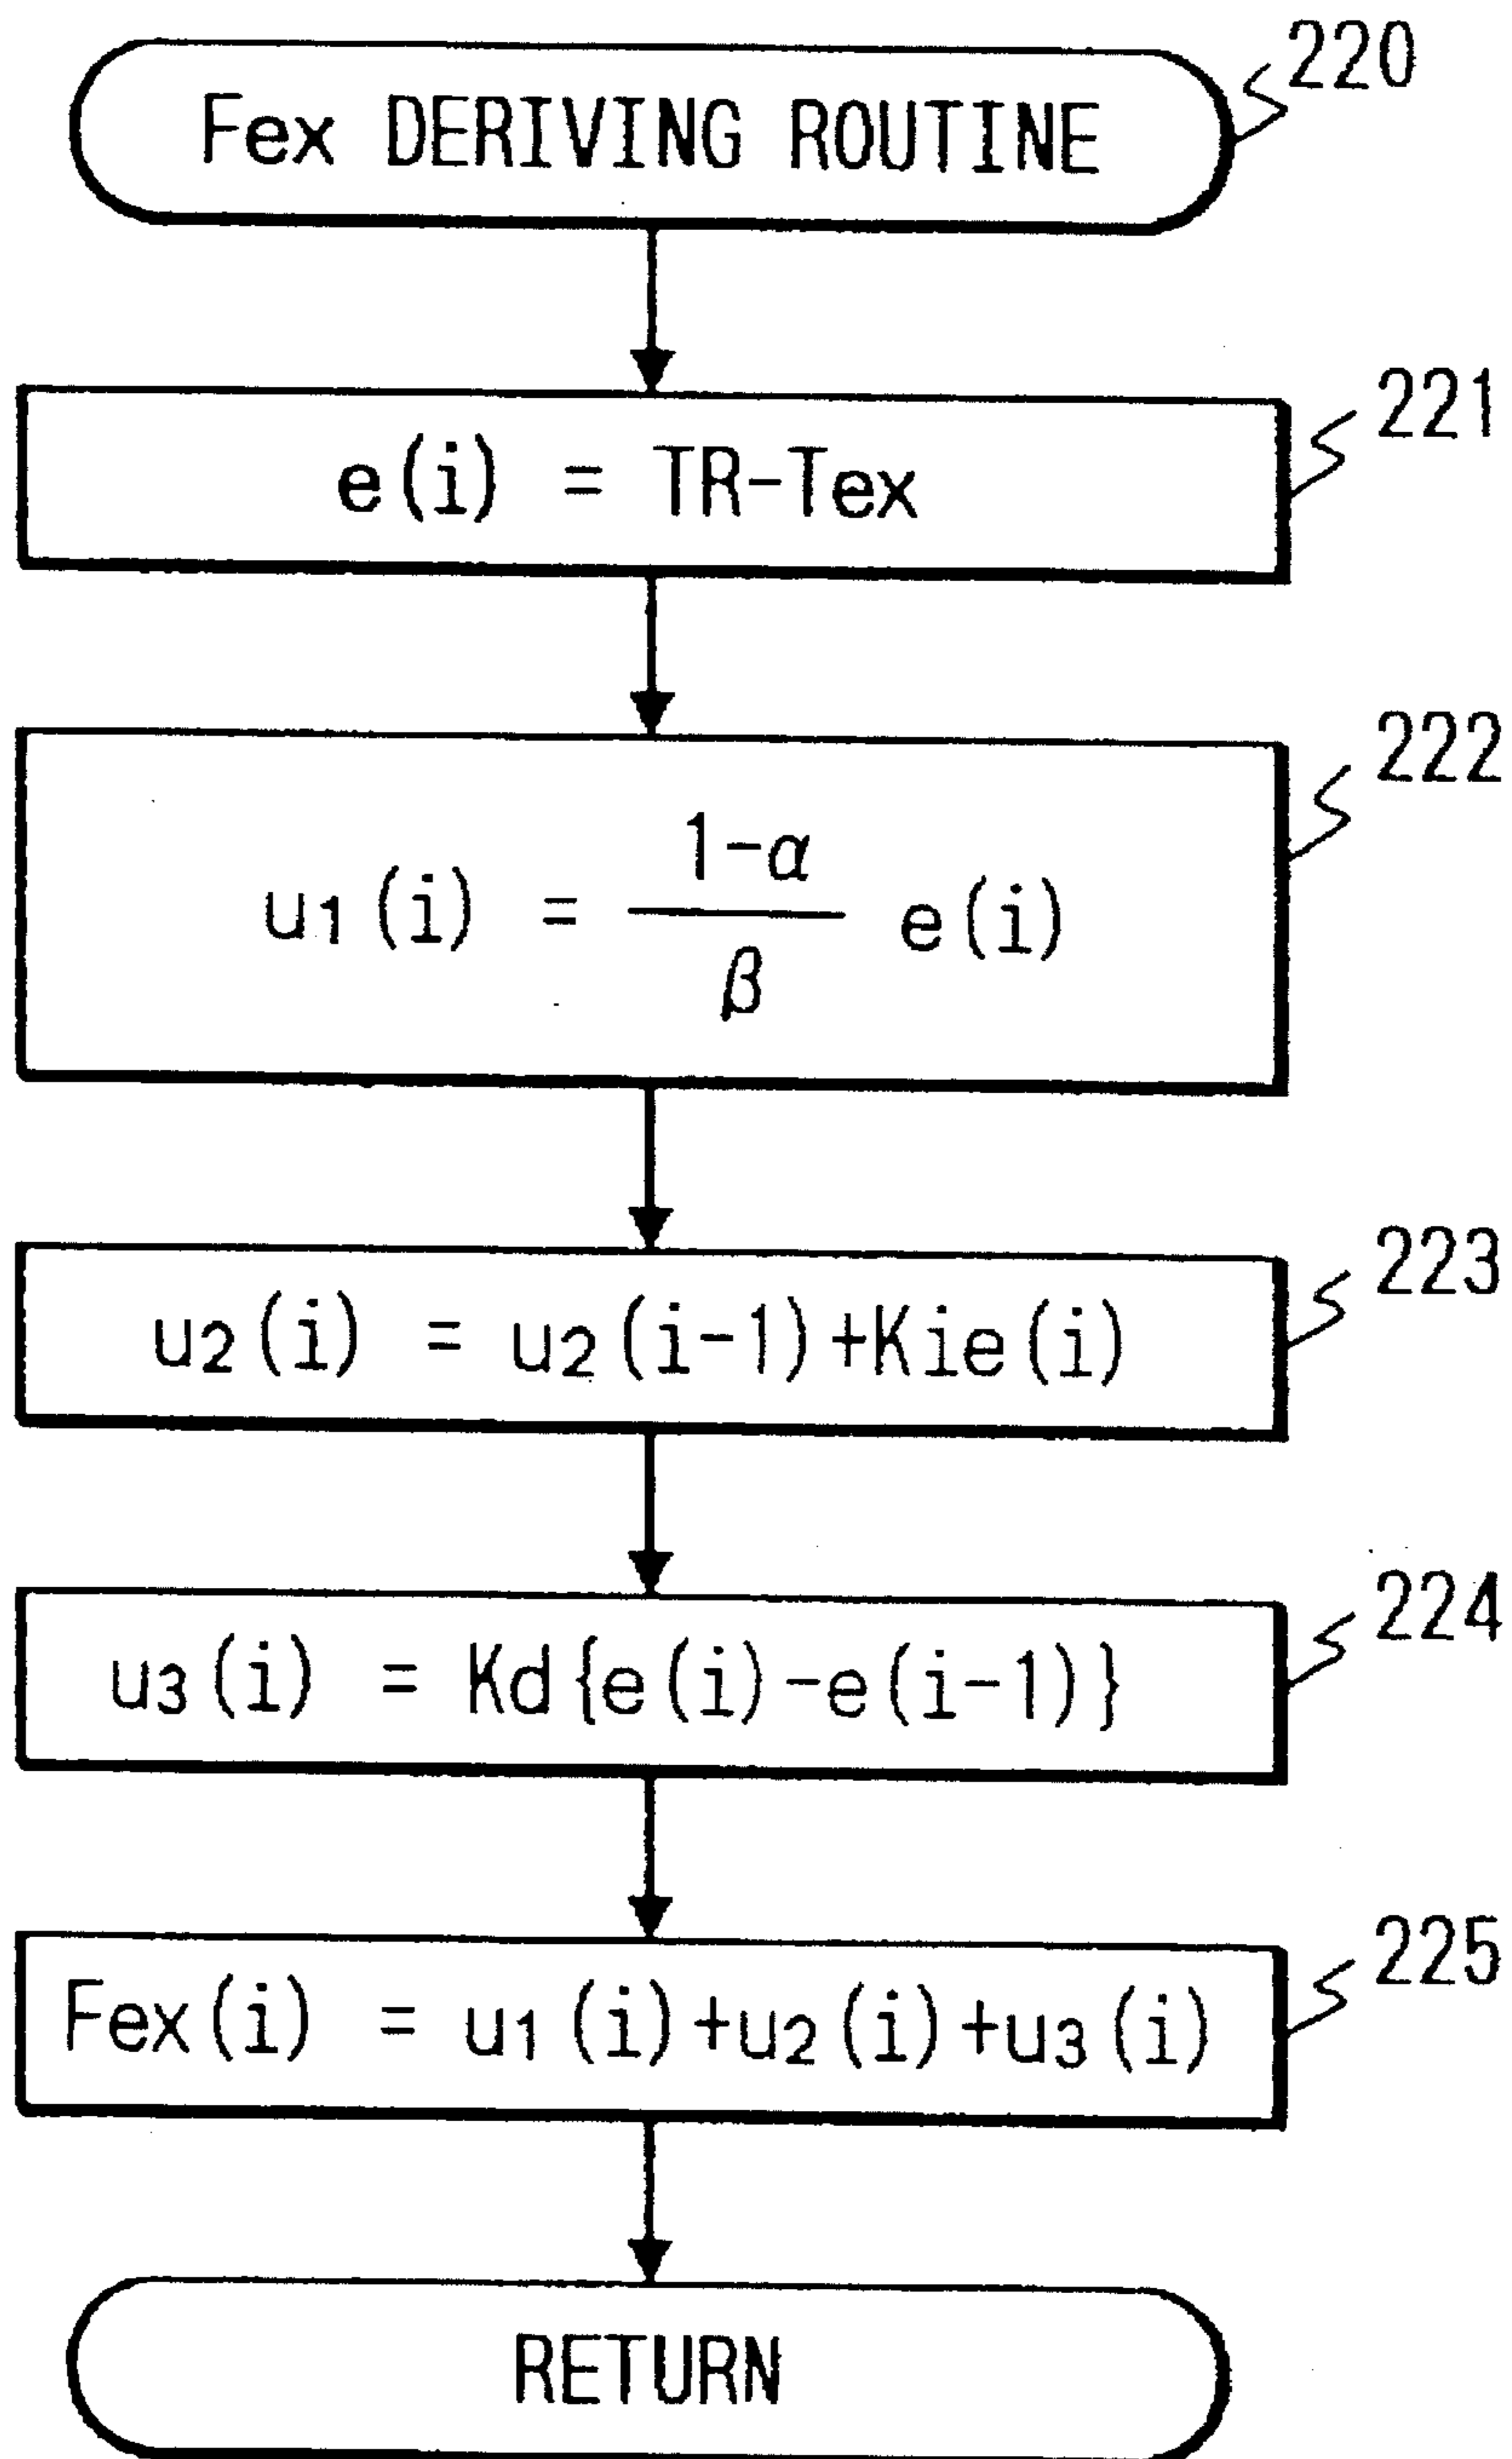 220
Fex DERIVING ROUTINE
221
e(i) = TR-Tex
222
u1(i) = 1-α / β e(i)
223
u2(i) = u2(i-1)+Kie(i)
224
u3(i) = Kd{e(i)-e(i-1)}
225
Fex(i) = u1(i)+u2(i)+u3(i)
RETURN